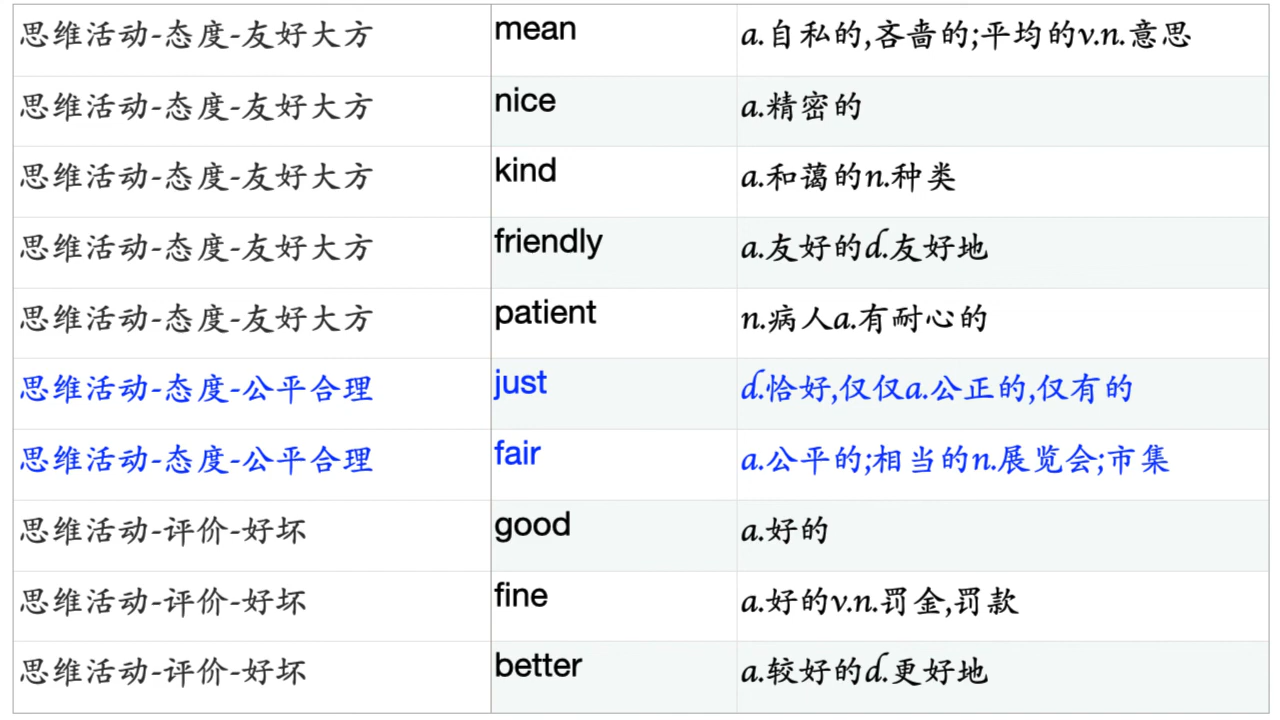 思维活动-态度-友好大方 mean a.自私的,吝啬的;平均的v.n.意思
思维活动-态度-友好大方 nice a.精密的
思维活动-态度-友好大方 kind a.和蔼的n.种类
思维活动-态度-友好大方 friendly a.友好的d.友好地
思维活动-态度-友好大方 patient n.病人a.有耐心的
思维活动-态度-公平合理 just d.恰好,仅仅a.公正的,仅有的
思维活动-态度-公平合理 fair a.公平的;相当的n.展览会;市集
思维活动-评价-好坏 good a.好的
思维活动-评价-好坏 fine a.好的v.n.罚金,罚款
思维活动-评价-好坏 better a.较好的d.更好地